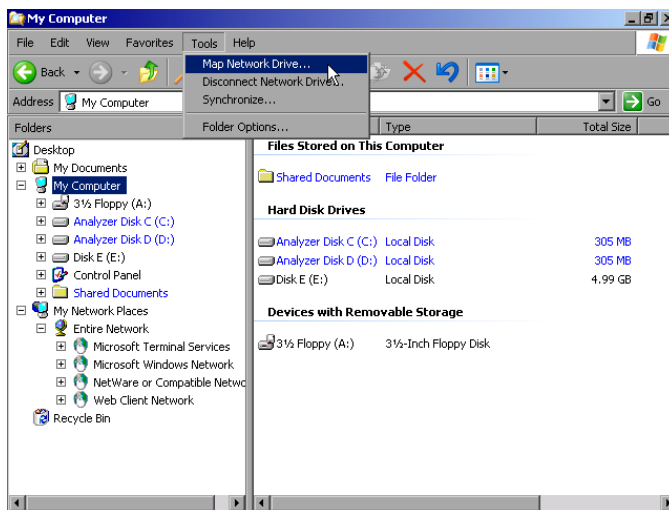 My Computer
File Edit View Favorites Tools Help
Map Network Drive...
Back
Disconnect Network Drive...
Synchronize...
Address My Computer Go
Folder Options...
Folders Type Total Size
Desktop
Files Stored on This Computer
My Documents
Shared Documents File Folder
My Computer
3½ Floppy (A:)
Hard Disk Drives
Analyzer Disk C (C:)
Analyzer Disk C (C:) Local Disk 305 MB
Analyzer Disk D (D:)
Analyzer Disk D (D:) Local Disk 305 MB
Disk E (E:)
Disk E (E:) Local Disk 4.99 GB
Control Panel
Shared Documents
My Network Places
Devices with Removable Storage
Entire Network
Microsoft Terminal Services
3½ Floppy (A:) 3½-Inch Floppy Disk
Microsoft Windows Network
NetWare or Compatible Netwo
Web Client Network
Recycle Bin